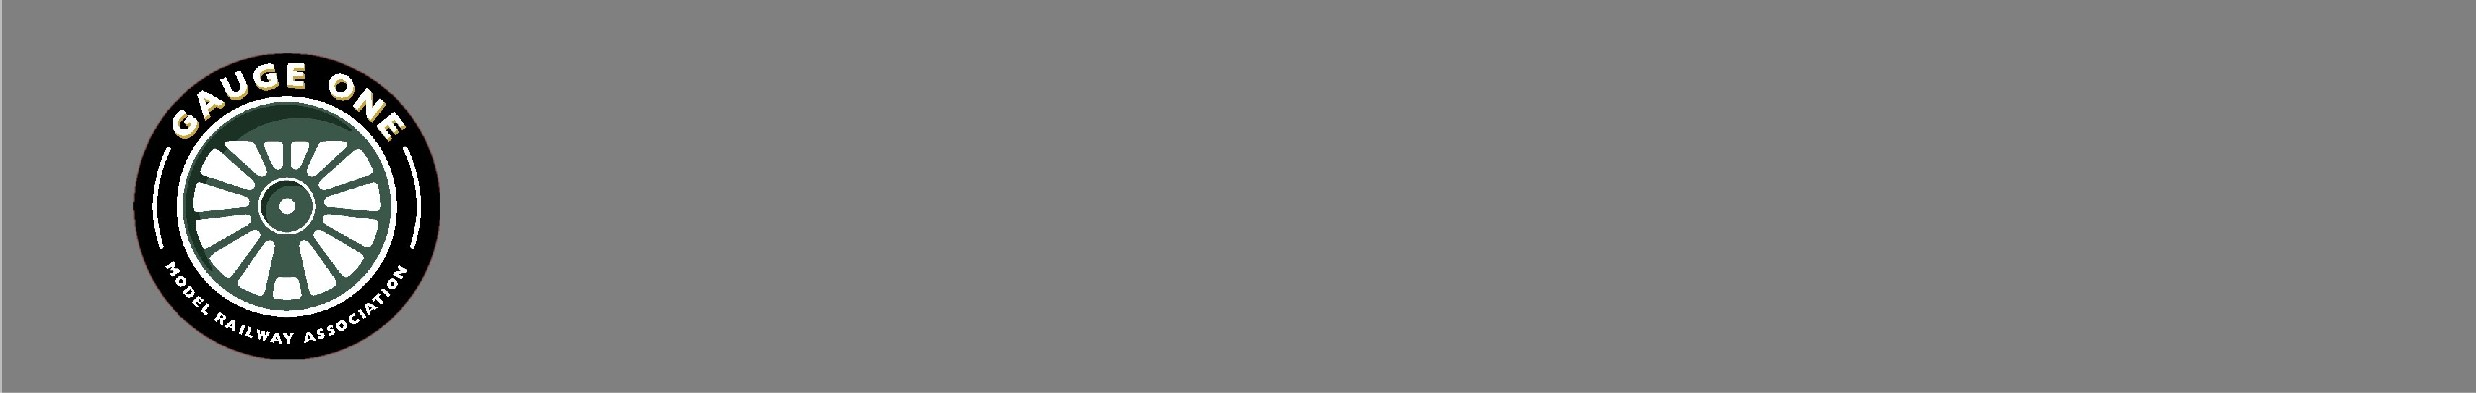 GAUGE ONE
MODEL RAILWAY ASSOCIATION